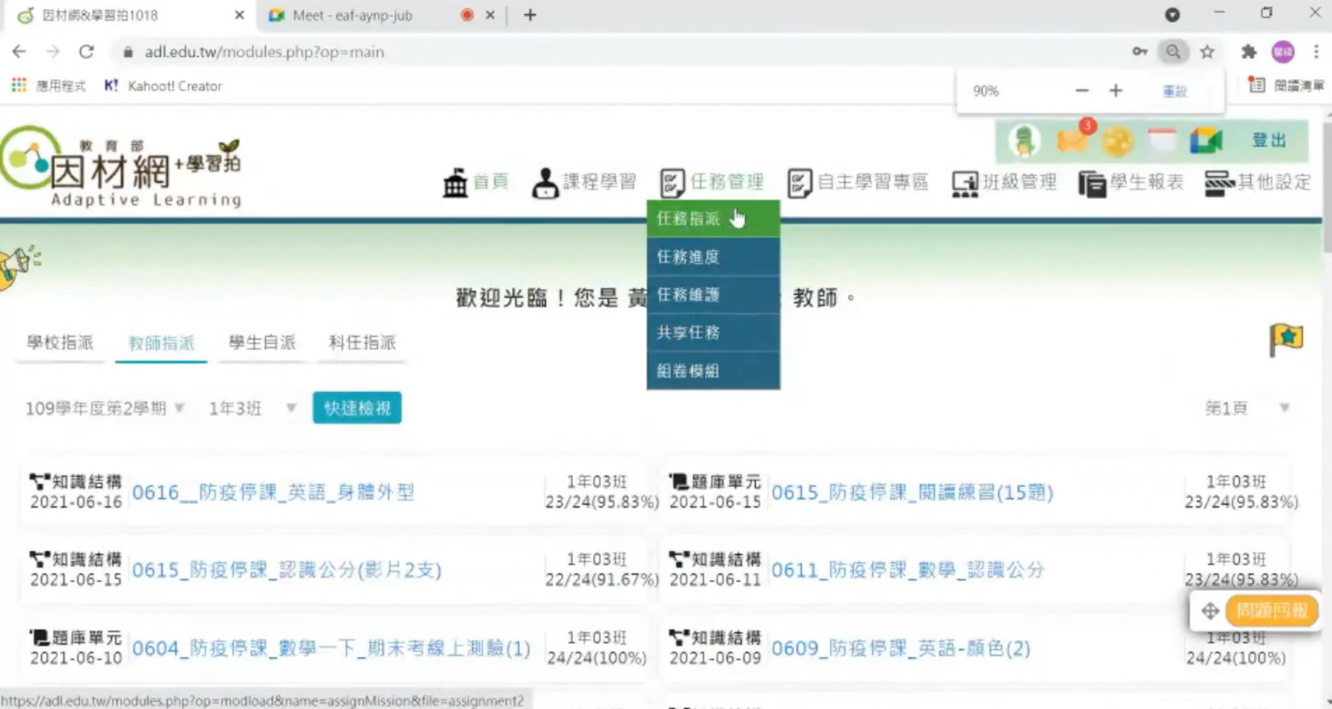 因材網&學習拍1018
Meet - eaf-aynp-jub
adl.edu.tw/modules.php?op=main
應用程式
K! Kahoot! Creator
90%
重設
閱讀清單
教育部
因材網+學習拍
Adaptive Learning
3
登出
首頁
課程學習
任務管理
自主學習專區
班級管理
學生報表
其他設定
任務指派
任務進度
任務維護
共享任務
組卷模組
歡迎光臨！您是 黃
教師。
學校指派
教師指派
學生自派
科任指派
109學年度第2學期
1年3班
快速檢視
第1頁
知識結構
2021-06-16
0616__防疫停課_英語_身體外型
1年03班
23/24(95.83%)
題庫單元
2021-06-15
0615_防疫停課_閱讀練習(15題)
1年03班
23/24(95.83%)
知識結構
2021-06-15
0615_防疫停課_認識公分(影片2支)
1年03班
22/24(91.67%)
知識結構
2021-06-11
0611_防疫停課_數學_認識公分
1年03班
23/24(95.83%)
問題回報
題庫單元
2021-06-10
0604_防疫停課_數學一下_期末考線上測驗(1)
1年03班
24/24(100%)
知識結構
2021-06-09
0609_防疫停課_英語-顏色(2)
1年03班
24/24(100%)
https://adl.edu.tw/modules.php?op=modload&name=assignMission&file=assignment2